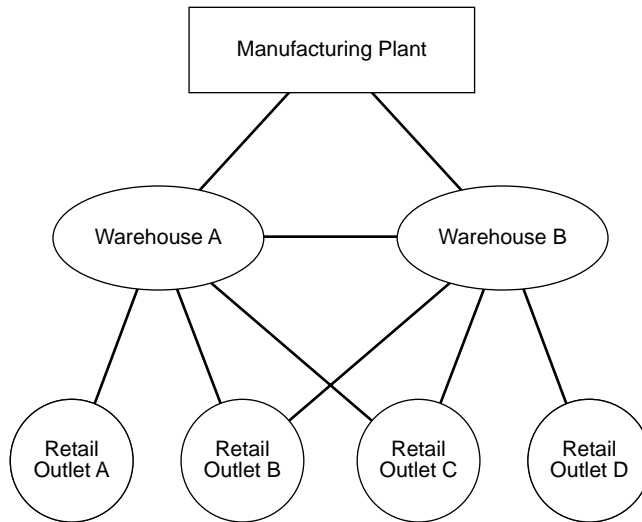 Manufacturing Plant
Warehouse A
Warehouse B
Retail
Outlet A
Retail
Outlet B
Retail
Outlet C
Retail
Outlet D